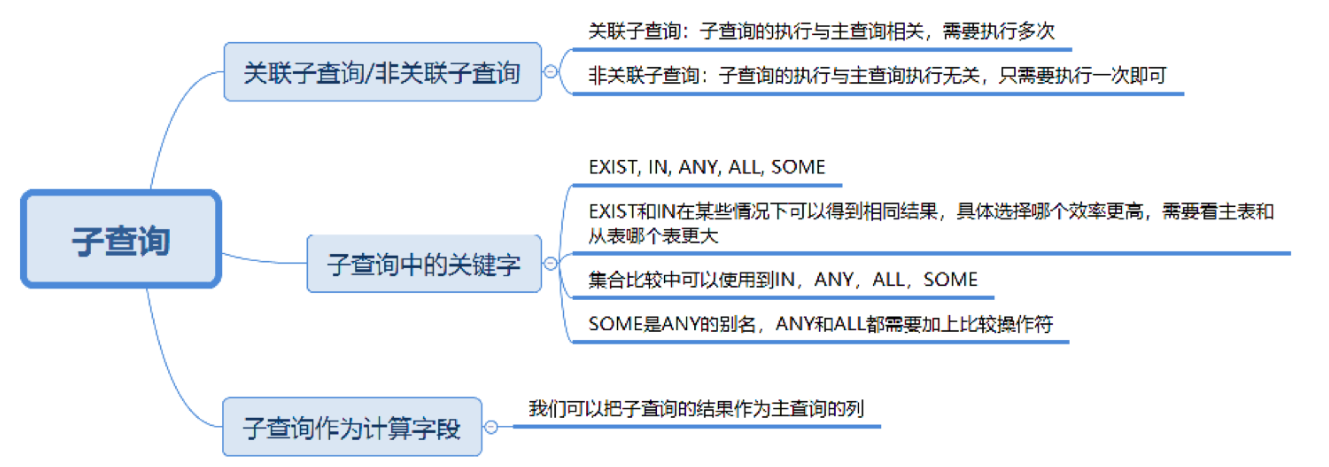 子查询
关联子查询/非关联子查询
关联子查询：子查询的执行与主查询相关，需要执行多次
非关联子查询：子查询的执行与主查询执行无关，只需要执行一次即可
子查询中的关键字
EXIST, IN, ANY, ALL, SOME
EXIST和IN在某些情况下可以得到相同结果，具体选择哪个效率更高，需要看主表和
从表哪个表更大
集合比较中可以使用到IN，ANY，ALL，SOME
SOME是ANY的别名，ANY和ALL都需要加上比较操作符
子查询作为计算字段
我们可以把子查询的结果作为主查询的列